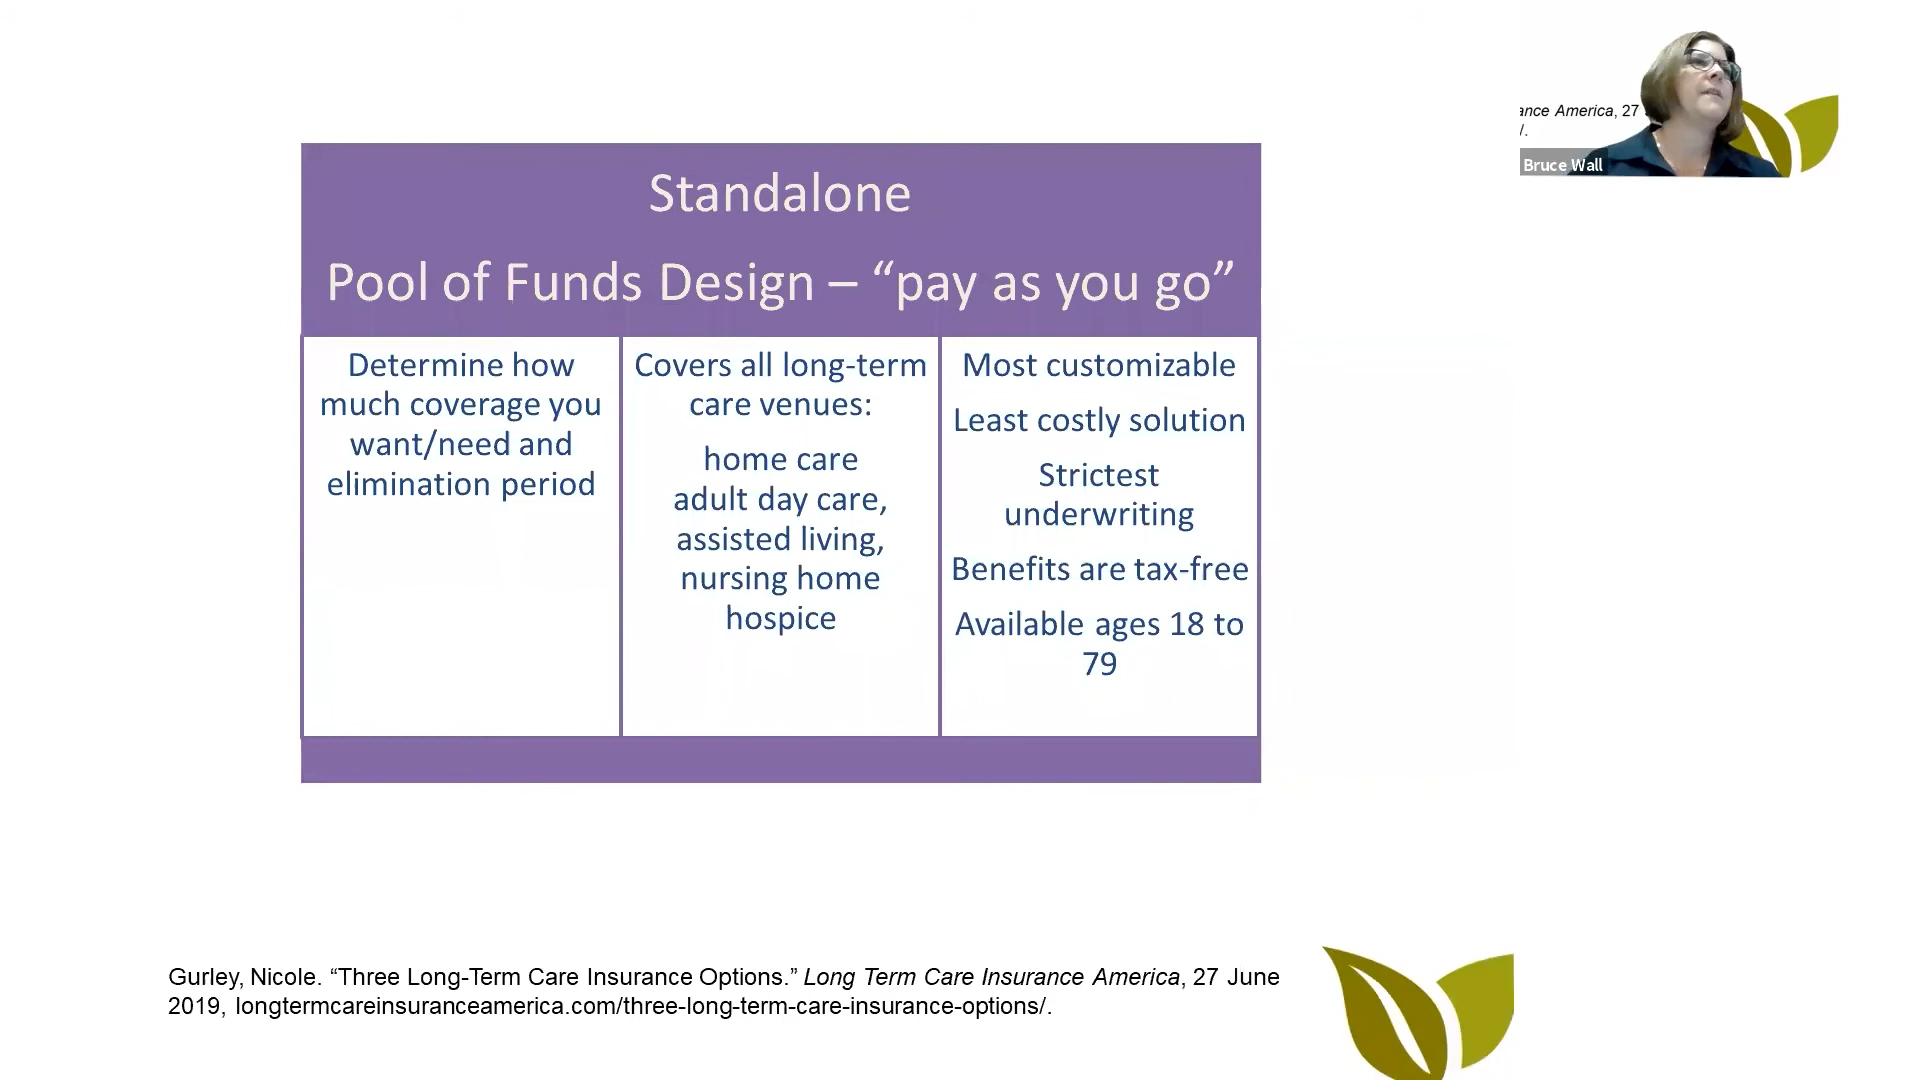 ance America, 27
/.
Bruce Wall
Standalone
Pool of Funds Design – “pay as you go”
Determine how
much coverage you
want/need and
elimination period
Covers all long-term
care venues:
home care
adult day care,
assisted living,
nursing home
hospice
Most customizable
Least costly solution
Strictest
underwriting
Benefits are tax-free
Available ages 18 to
79
Gurley, Nicole. “Three Long-Term Care Insurance Options.” Long Term Care Insurance America, 27 June
2019, longtermcareinsuranceamerica.com/three-long-term-care-insurance-options/.